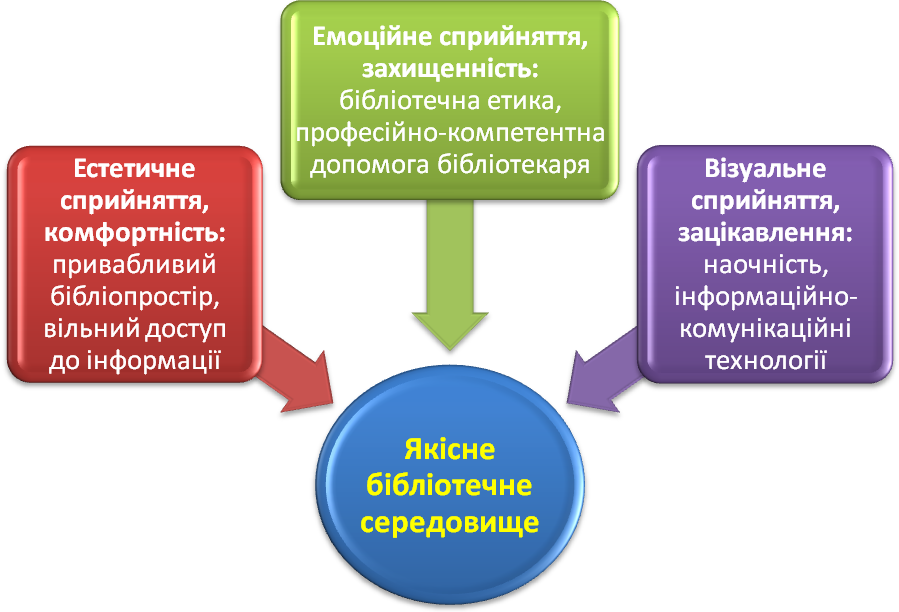 Емоційне сприйняття,
захищенність:
бібліотечна етика,
професійно-компетентна
допомога бібліотекаря
Естетичне
сприйняття,
комфортність:
привабливий
бібліопростір,
вільний доступ
до інформації
Візуальне
сприйняття,
зацікавлення:
наочність,
інформаційно-
комунікаційні
технології
Якісне
бібліотечне
середовище